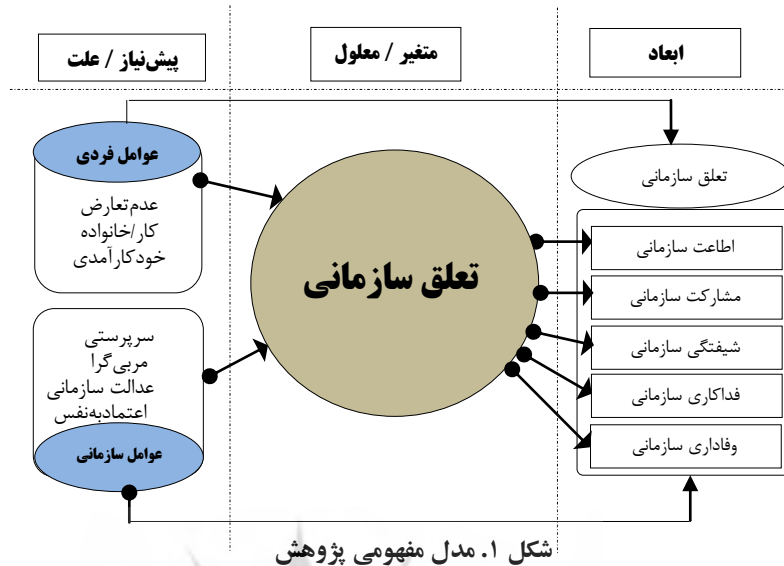 پیش‌نیاز / علت
متغیر / معلول
ابعاد
عوامل فردی
عدم‌تعارض
کار/خانواده
خودکارآمدی
سرپرستی
مربی‌گرا
عدالت سازمانی
اعتمادبه‌نفس
عوامل سازمانی
تعلق سازمانی
تعلق سازمانی
اطاعت سازمانی
مشارکت سازمانی
شیفتگی سازمانی
فداکاری سازمانی
وفاداری سازمانی
شکل ۱. مدل مفهومی پژوهش